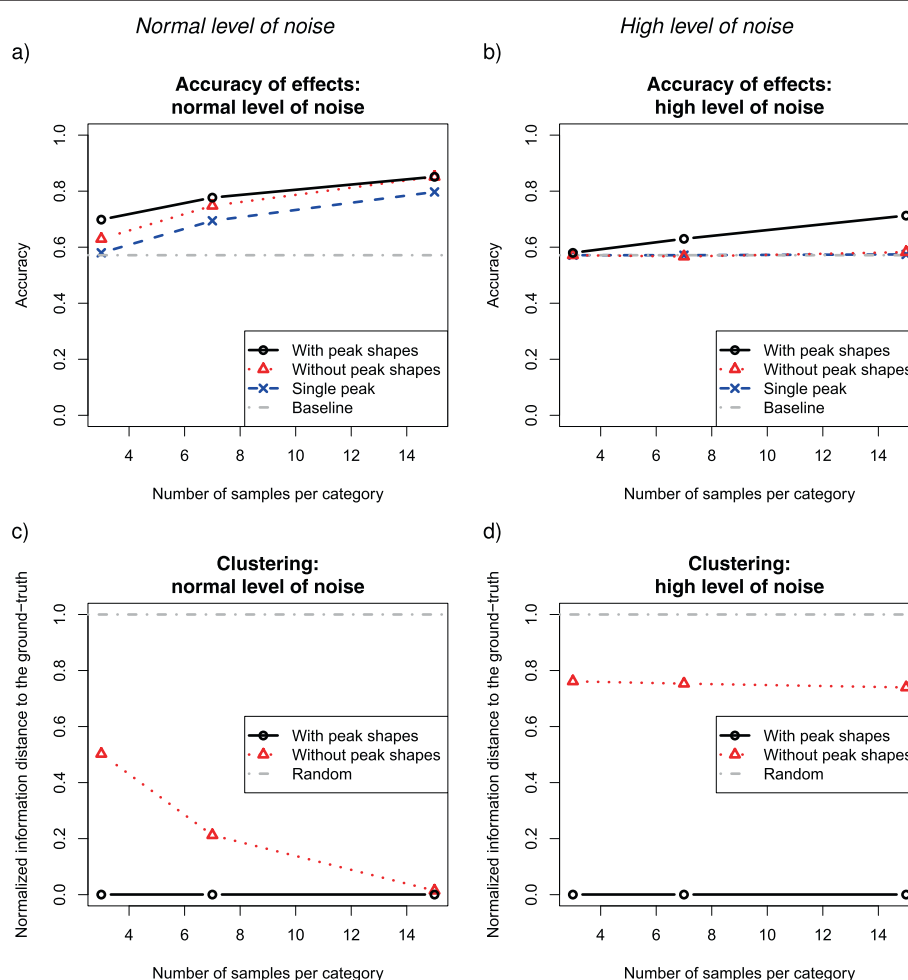 Normal level of noise
High level of noise
a)
b)
Accuracy of effects:
normal level of noise
Accuracy of effects:
high level of noise
Accuracy
0.0 0.2 0.4 0.6 0.8 1.0
With peak shapes
Without peak shapes
Single peak
Baseline
4 6 8 10 12 14
Number of samples per category
Accuracy
0.0 0.2 0.4 0.6 0.8 1.0
With peak shapes
Without peak shapes
Single peak
Baseline
4 6 8 10 12 14
Number of samples per category
c)
d)
Clustering:
normal level of noise
Clustering:
high level of noise
Normalized information distance to the ground−truth
0.0 0.2 0.4 0.6 0.8 1.0
With peak shapes
Without peak shapes
Random
4 6 8 10 12 14
Number of samples per category
Normalized information distance to the ground−truth
0.0 0.2 0.4 0.6 0.8 1.0
With peak shapes
Without peak shapes
Random
4 6 8 10 12 14
Number of samples per category